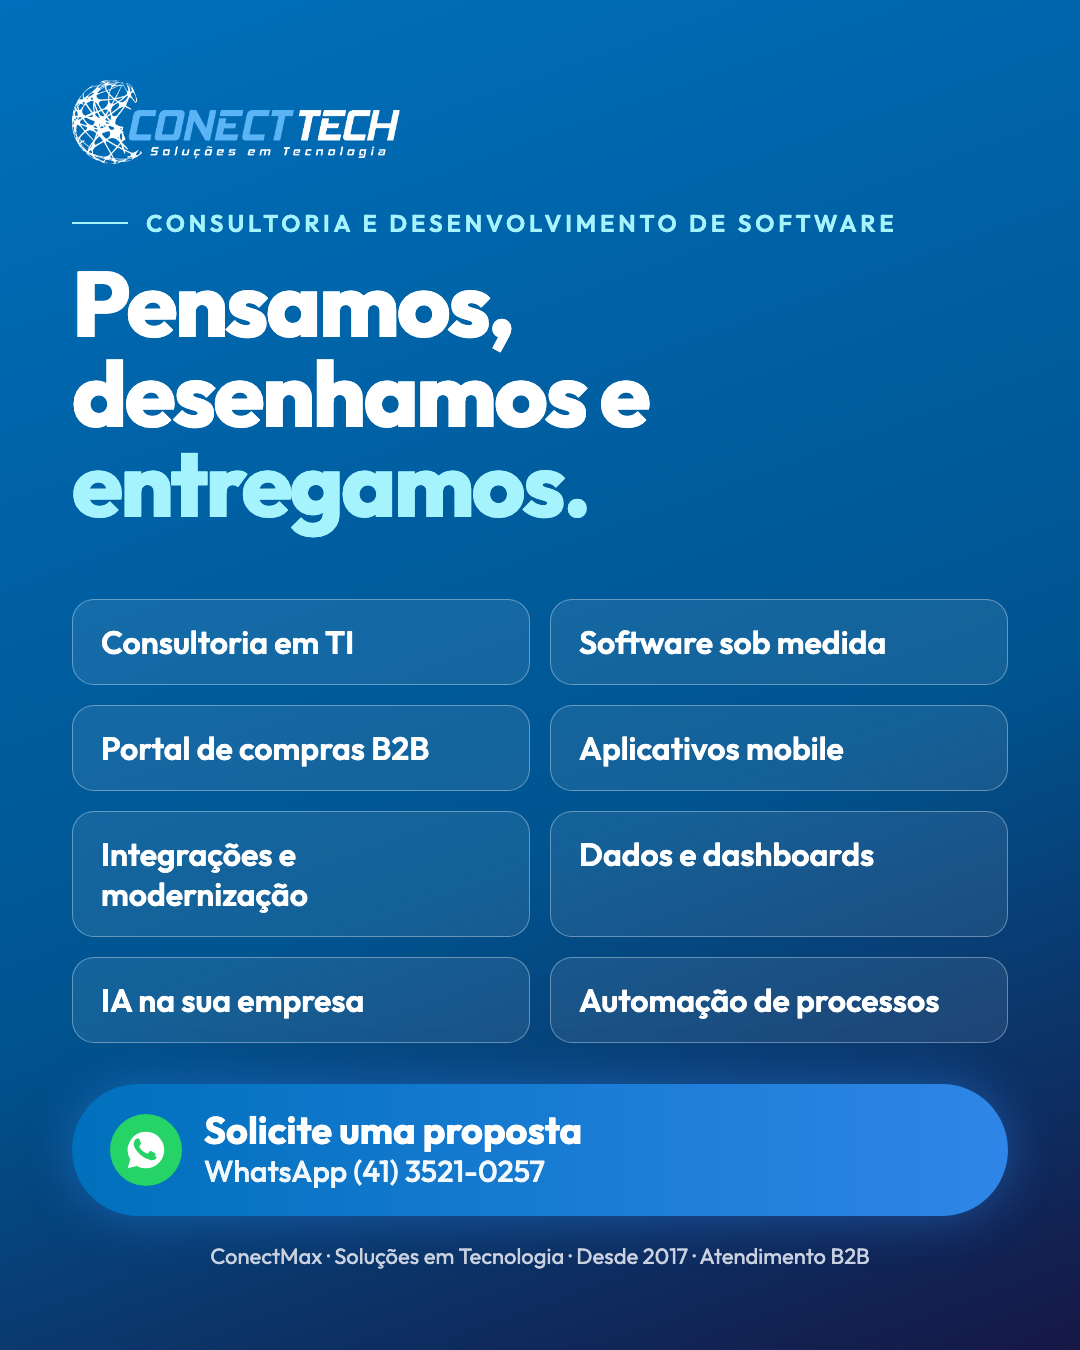 CONECTTECH
Soluções em Tecnologia
CONSULTORIA E DESENVOLVIMENTO DE SOFTWARE
Pensamos,
desenhamos e
entregamos.
Consultoria em TI
Software sob medida
Portal de compras B2B
Aplicativos mobile
Integrações e
modernização
Dados e dashboards
IA na sua empresa
Automação de processos
Solicite uma proposta
WhatsApp (41) 3521-0257
ConectMax · Soluções em Tecnologia · Desde 2017 · Atendimento B2B